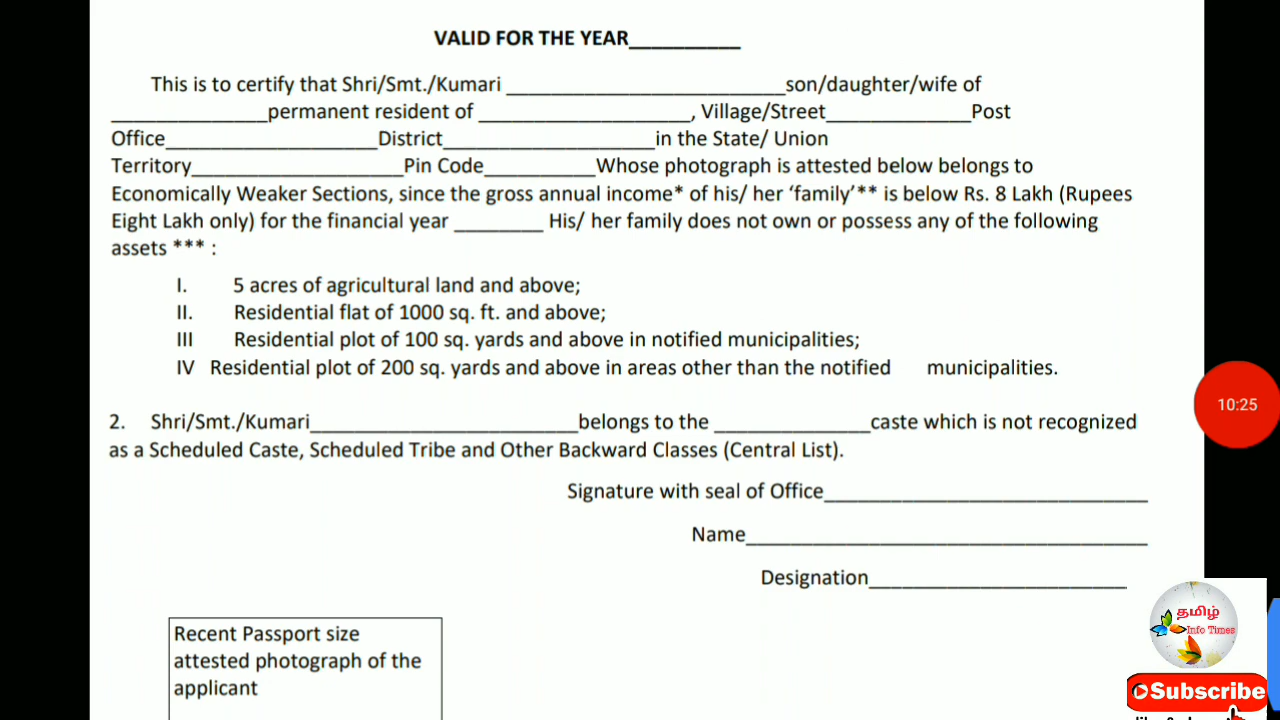 VALID FOR THE YEAR__________
This is to certify that Shri/Smt./Kumari _________________________son/daughter/wife of
______________permanent resident of ___________________, Village/Street_____________Post
Office___________________District___________________in the State/ Union
Territory___________________Pin Code__________Whose photograph is attested below belongs to
Economically Weaker Sections, since the gross annual income* of his/ her ‘family’** is below Rs. 8 Lakh (Rupees
Eight Lakh only) for the financial year ________ His/ her family does not own or possess any of the following
assets *** :
I. 5 acres of agricultural land and above;
II. Residential flat of 1000 sq. ft. and above;
III Residential plot of 100 sq. yards and above in notified municipalities;
IV Residential plot of 200 sq. yards and above in areas other than the notified municipalities.
10:25
2. Shri/Smt./Kumari________________________belongs to the ______________caste which is not recognized
as a Scheduled Caste, Scheduled Tribe and Other Backward Classes (Central List).
Signature with seal of Office_____________________________
Name____________________________________
Designation_______________________
தமிழ்
Info Times
Recent Passport size
attested photograph of the
applicant
Subscribe